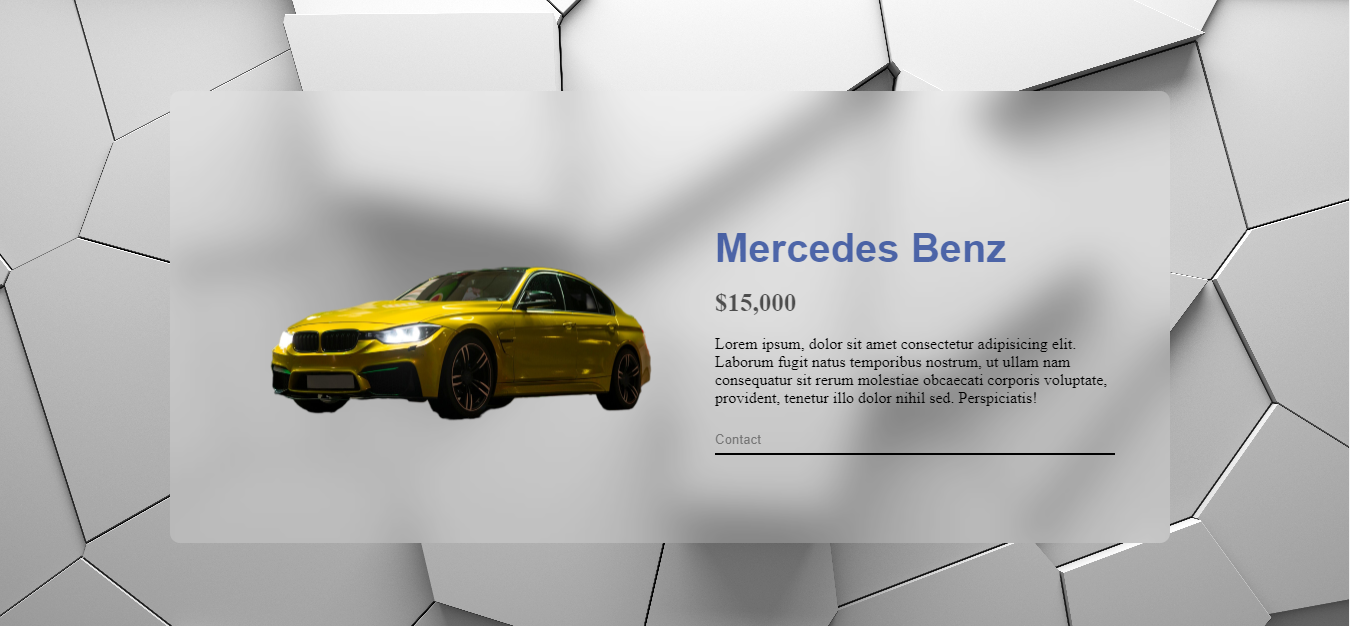 Mercedes Benz
$15,000
Lorem ipsum, dolor sit amet consectetur adipisicing elit.
Laborum fugit natus temporibus nostrum, ut ullam nam
consequatur sit rerum molestiae obcaecati corporis voluptate,
provident, tenetur illo dolor nihil sed. Perspiciatis!
Contact